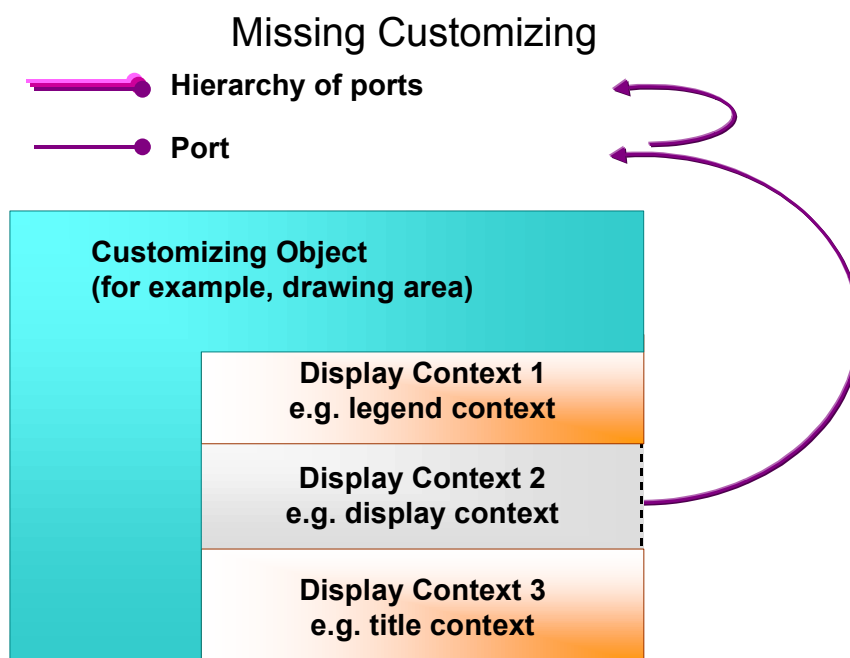 Missing Customizing
Hierarchy of ports
Port
Customizing Object
(for example, drawing area)
Display Context 1
e.g. legend context
Display Context 2
e.g. display context
Display Context 3
e.g. title context